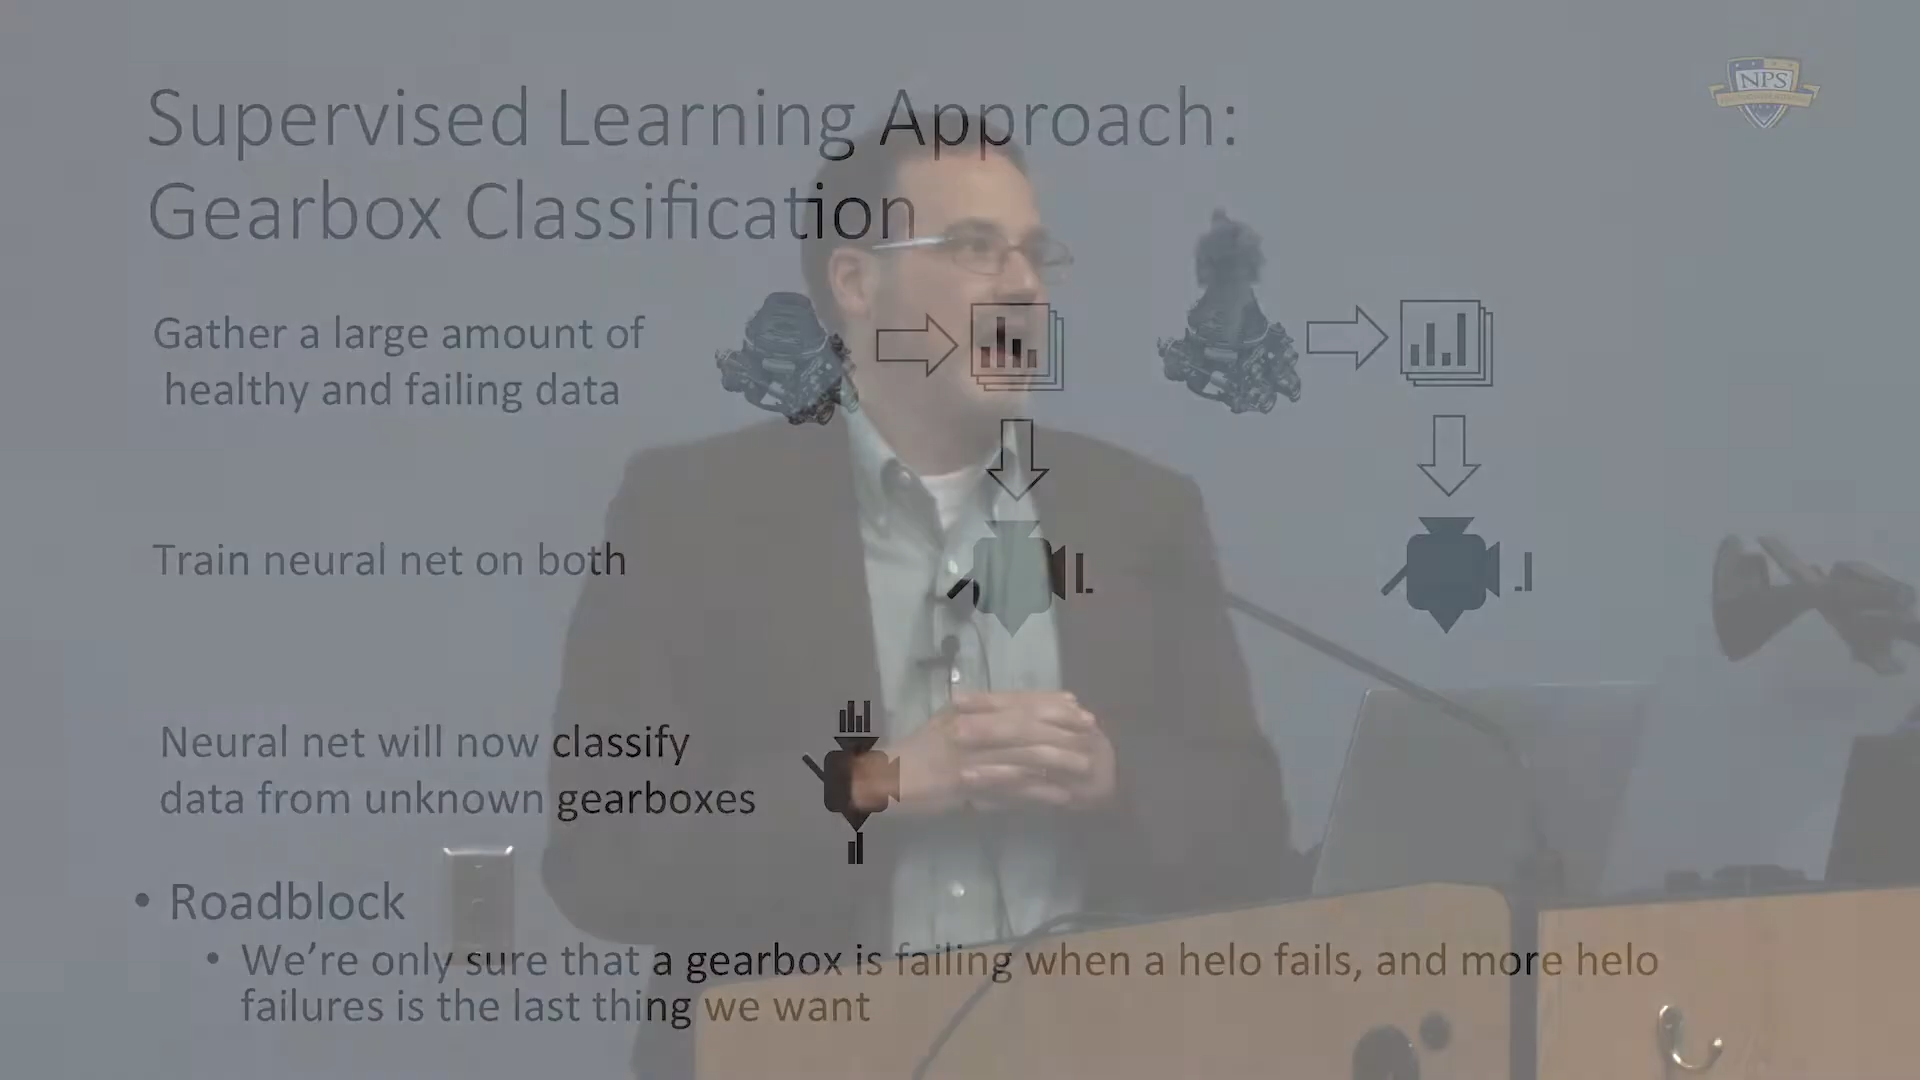 Supervised Learning Approach:
Gearbox Classification
NPS
Gather a large amount of
healthy and failing data
Train neural net on both
Neural net will now classify
data from unknown gearboxes
• Roadblock
• We’re only sure that a gearbox is failing when a helo fails, and more helo
failures is the last thing we want